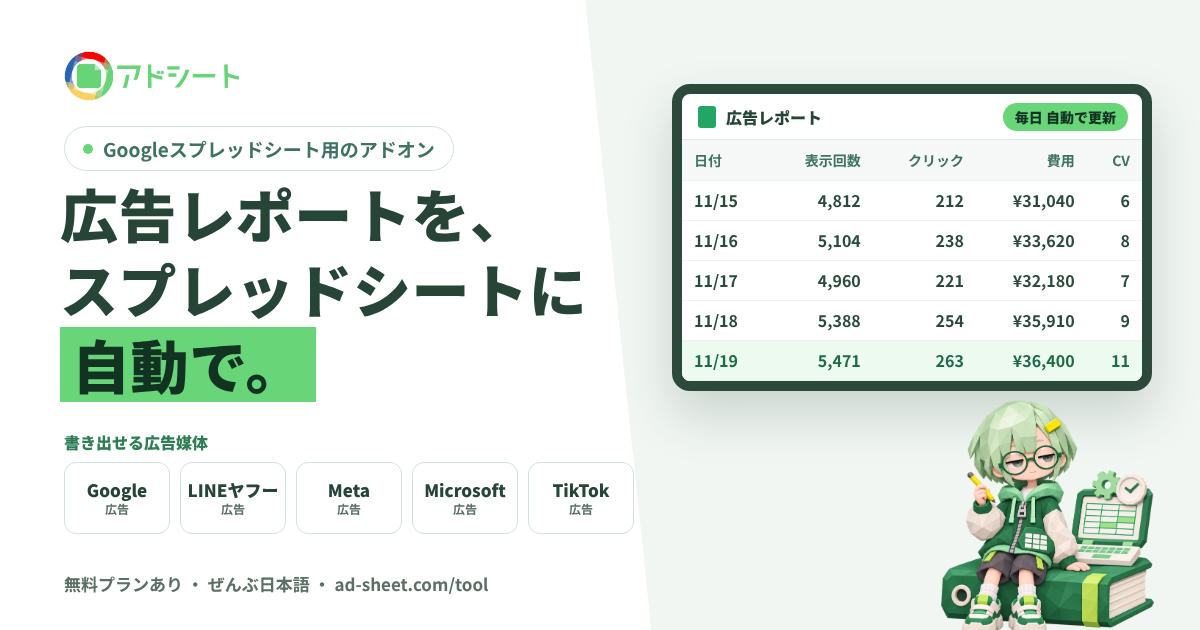 アドシート
Googleスプレッドシート用のアドオン
広告レポートを、
スプレッドシートに
自動で。
書き出せる広告媒体
Google
広告
LINEヤフー
広告
Meta
広告
Microsoft
広告
TikTok
広告
無料プランあり ・ ぜんぶ日本語 ・ ad-sheet.com/tool
広告レポート 毎日 自動で更新
日付 表示回数 クリック 費用 CV
11/15 4,812 212 ¥31,040 6
11/16 5,104 238 ¥33,620 8
11/17 4,960 221 ¥32,180 7
11/18 5,388 254 ¥35,910 9
11/19 5,471 263 ¥36,400 11